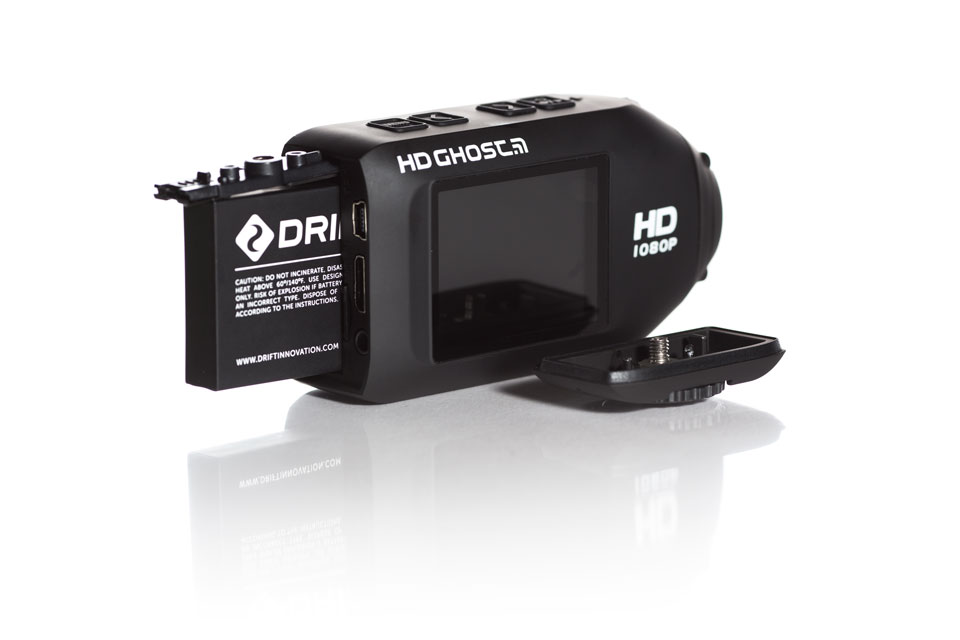 HD GHOST
HD
1080P
DRIF
CAUTION: DO NOT INCINERATE. DISAS
HEAT ABOVE 60°/140°F. USE DESIGN
ONLY. RISK OF EXPLOSION IF BATTERY
AN INCORRECT TYPE. DISPOSE OF
ACCORDING TO THE INSTRUCTIONS.
WWW.DRIFTINNOVATION.COM